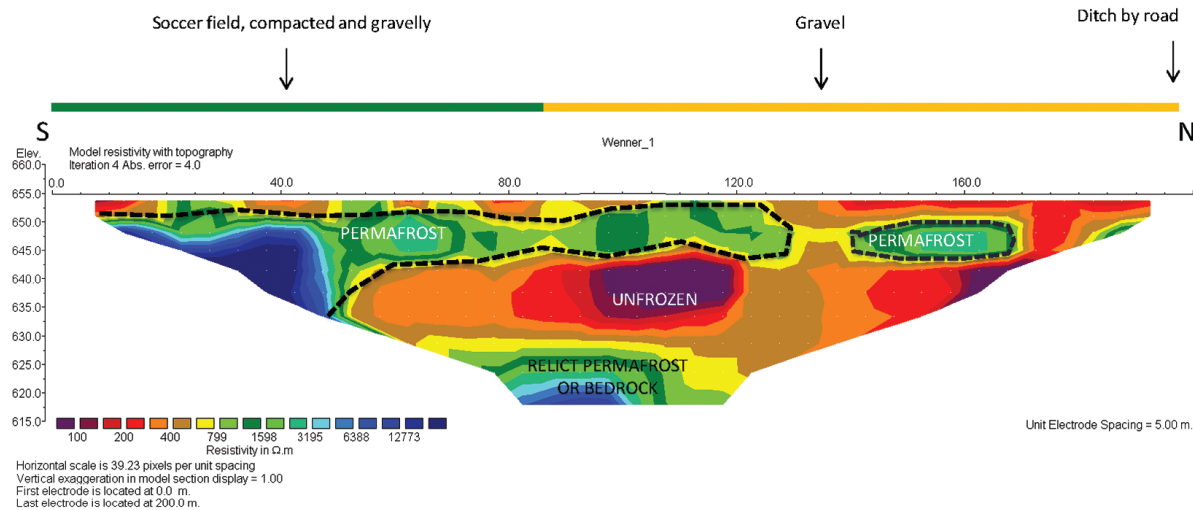 Soccer field, compacted and gravelly
Gravel
Ditch by road
S
N
Wenner_1
Elev.
Model resistivity with topography
Iteration 4 Abs. error = 4.0
660.0
0.0 40.0 80.0 120.0 160.0
655.0
650.0
645.0
640.0
635.0
630.0
625.0
620.0
615.0
PERMAFROST
PERMAFROST
UNFROZEN
RELICT PERMAFROST
OR BEDROCK
100 200 400 799 1598 3195 6388 12773
Resistivity in Ω.m
Unit Electrode Spacing = 5.00 m.
Horizontal scale is 39.23 pixels per unit spacing
Vertical exaggeration in model section display = 1.00
First electrode is located at 0.0 m.
Last electrode is located at 200.0 m.